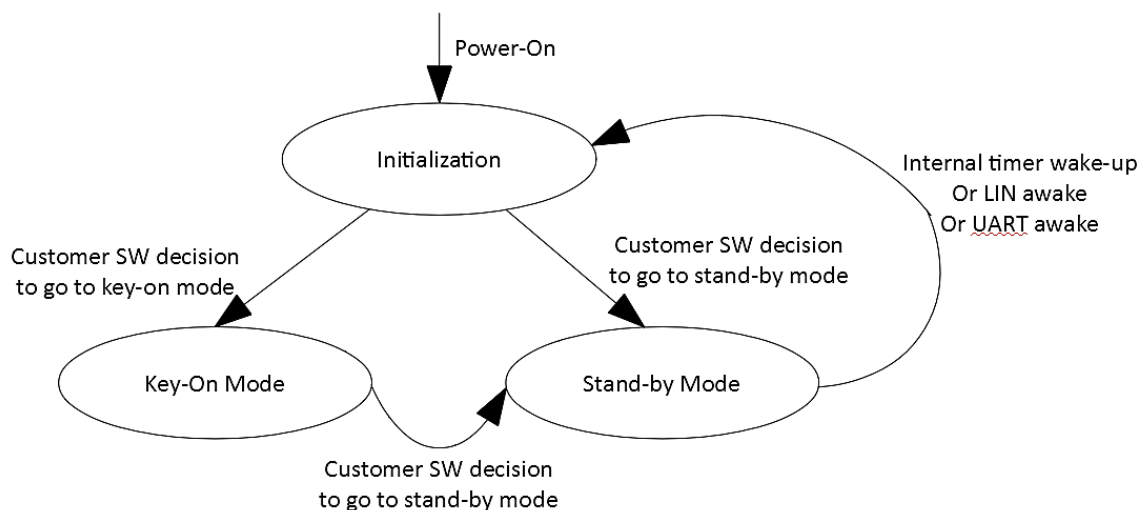 Power-On
Initialization
Internal timer wake-up
Or LIN awake
Or UART awake
Customer SW decision
to go to key-on mode
Customer SW decision
to go to stand-by mode
Key-On Mode
Stand-by Mode
Customer SW decision
to go to stand-by mode